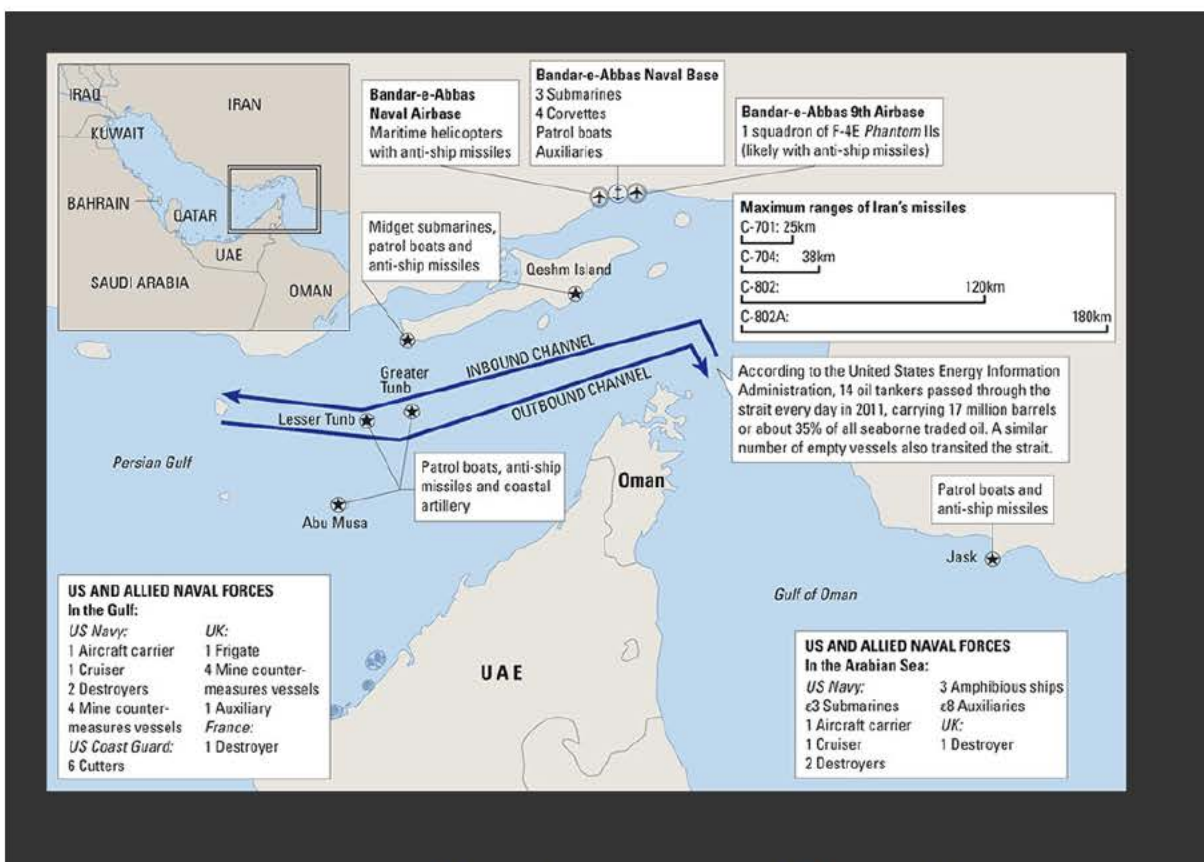 IRAQ
IRAN
KUWAIT
BAHRAIN
QATAR
UAE
SAUDI ARABIA
OMAN
Bandar-e-Abbas
Naval Airbase
Maritime helicopters
with anti-ship missiles
Bandar-e-Abbas Naval Base
3 Submarines
4 Corvettes
Patrol boats
Auxiliaries
Bandar-e-Abbas 9th Airbase
1 squadron of F-4E Phantom IIs
(likely with anti-ship missiles)
Maximum ranges of Iran's missiles
C-701: 25km
C-704: 38km
C-802: 120km
C-802A: 180km
Midget submarines,
patrol boats and
anti-ship missiles
Qeshm Island
INBOUND CHANNEL
OUTBOUND CHANNEL
Greater
Tunb
Lesser Tunb
According to the United States Energy Information
Administration, 14 oil tankers passed through the
strait every day in 2011, carrying 17 million barrels
or about 35% of all seaborne traded oil. A similar
number of empty vessels also transited the strait.
Persian Gulf
Patrol boats, anti-ship
missiles and coastal
artillery
Abu Musa
Oman
Patrol boats and
anti-ship missiles
Jask
Gulf of Oman
UAE
US AND ALLIED NAVAL FORCES
In the Gulf:
US Navy:
1 Aircraft carrier
1 Cruiser
2 Destroyers
4 Mine counter-
measures vessels
US Coast Guard:
6 Cutters
UK:
1 Frigate
4 Mine counter-
measures vessels
1 Auxiliary
France:
1 Destroyer
US AND ALLIED NAVAL FORCES
In the Arabian Sea:
US Navy:
ε3 Submarines
1 Aircraft carrier
1 Cruiser
2 Destroyers
3 Amphibious ships
ε8 Auxiliaries
UK:
1 Destroyer